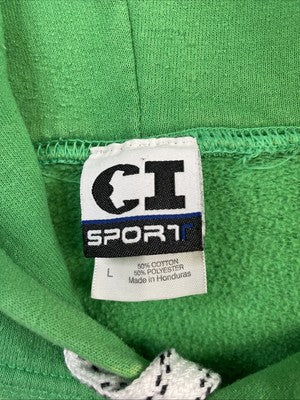 CI
SPORT
L
50% COTTON
50% POLYESTER
Made in Honduras